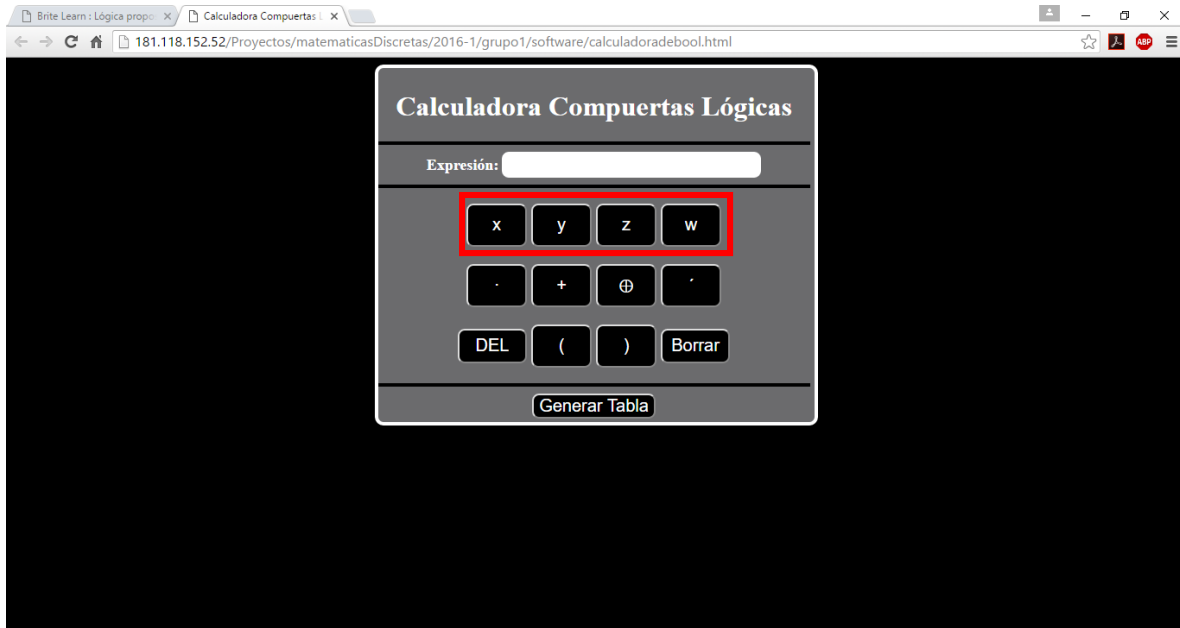 Brite Learn : Lógica propo
Calculadora Compuertas L
181.118.152.52/Proyectos/matematicasDiscretas/2016-1/grupo1/software/calculadoradebool.html
ABP
Calculadora Compuertas Lógicas
Expresión:
x y z w
· + ⊕ ´
DEL ( ) Borrar
Generar Tabla